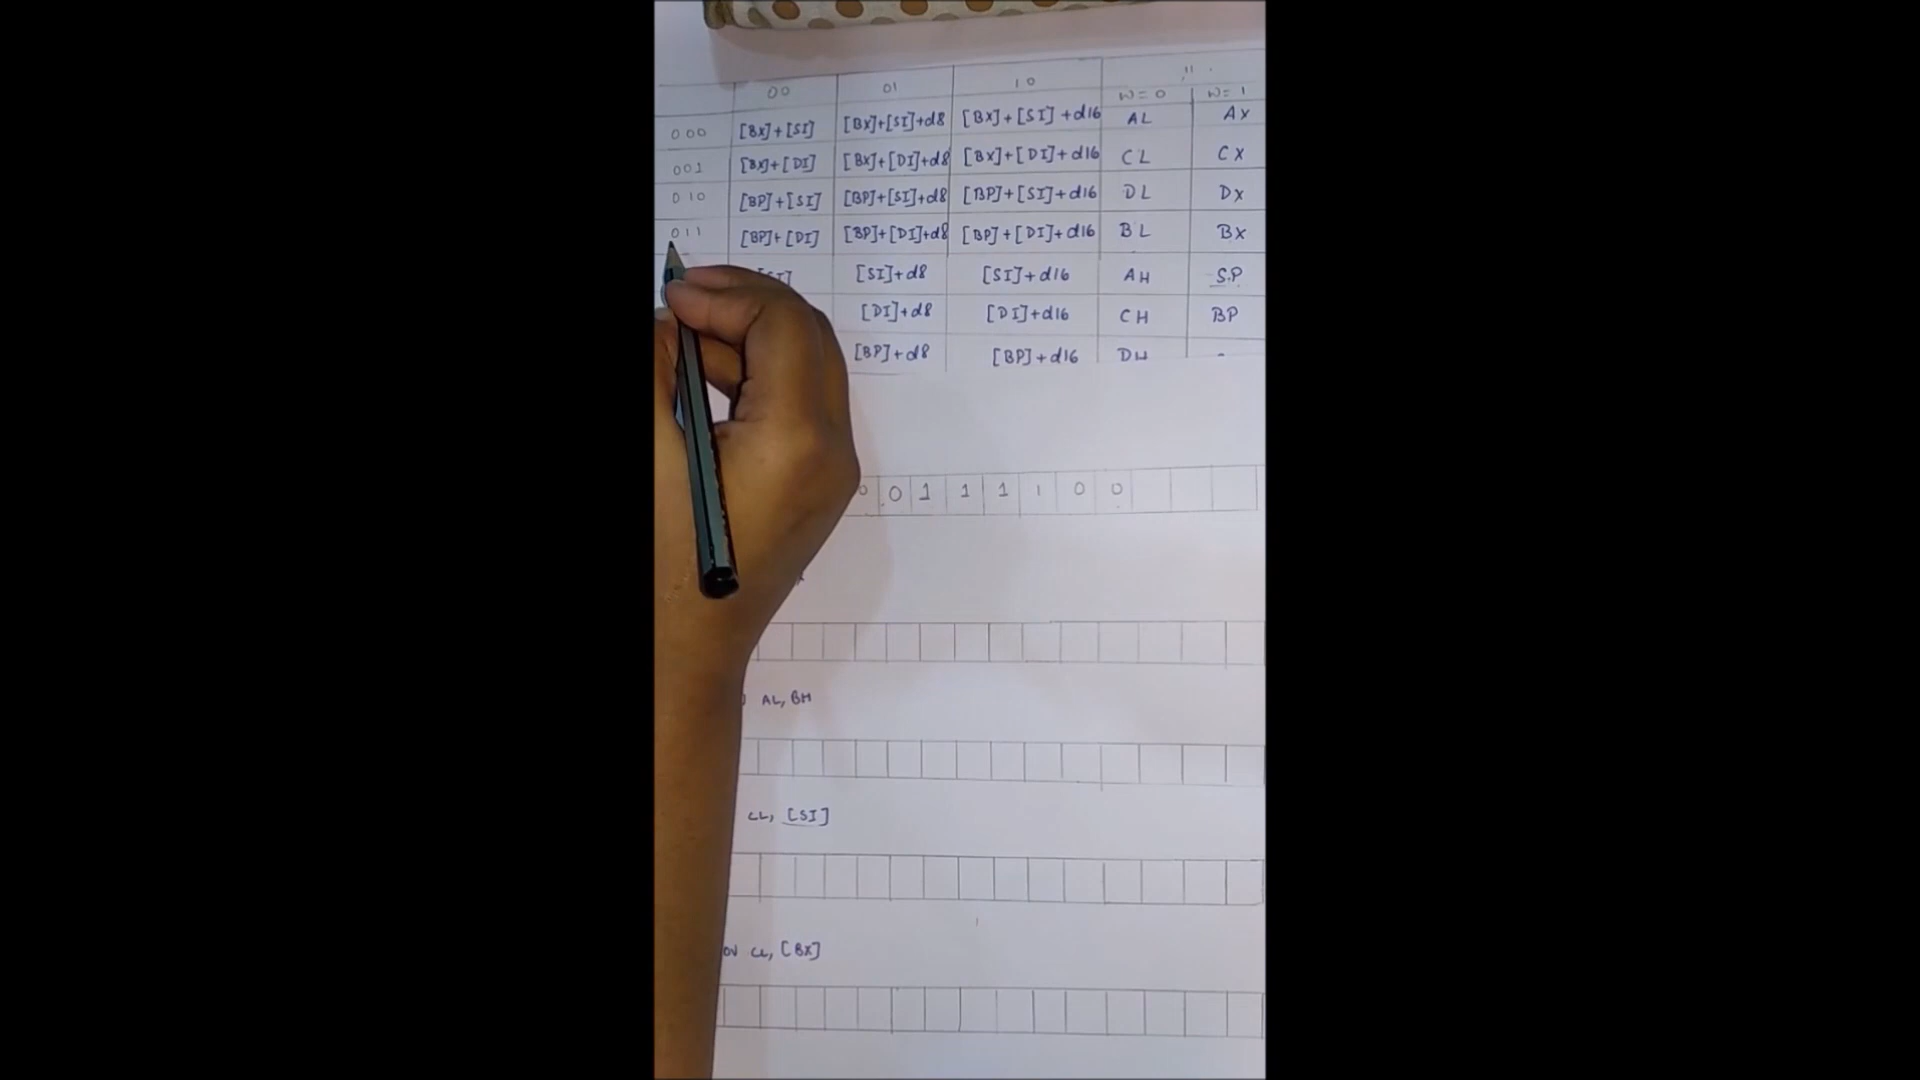 00 01 10 11
W=0 W=1
000 [BX]+[SI] [BX]+[SI]+d8 [BX]+[SI]+d16 AL AX
001 [BX]+[DI] [BX]+[DI]+d8 [BX]+[DI]+d16 CL CX
010 [BP]+[SI] [BP]+[SI]+d8 [BP]+[SI]+d16 DL DX
011 [BP]+[DI] [BP]+[DI]+d8 [BP]+[DI]+d16 BL BX
[SI] [SI]+d8 [SI]+d16 AH SP
[DI]+d8 [DI]+d16 CH BP
[BP]+d8 [BP]+d16 DH
0 0 1 1 1 1 0 0
AL, BH
CL, [SI]
OV CL, [BX]